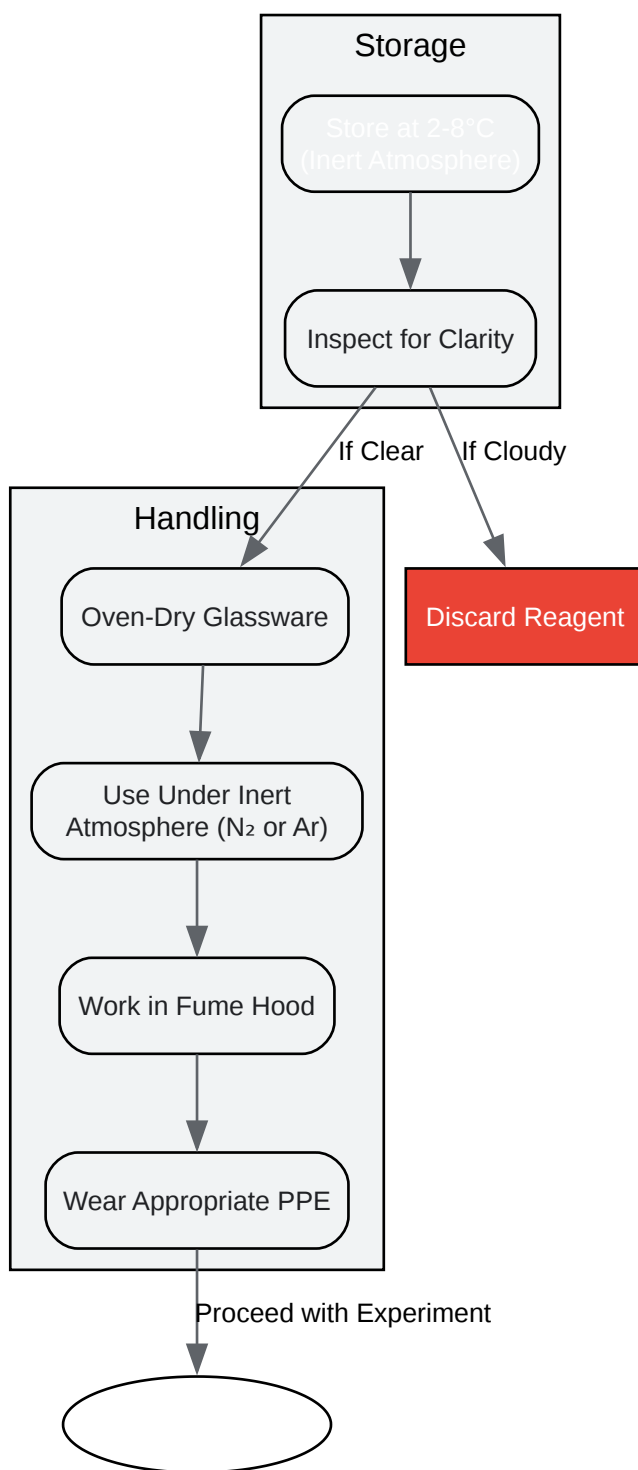 Storage
Store at 2-8°C
(Inert Atmosphere)
Inspect for Clarity
If Clear
If Cloudy
Handling
Oven-Dry Glassware
Discard Reagent
Use Under Inert
Atmosphere (N₂ or Ar)
Work in Fume Hood
Wear Appropriate PPE
Proceed with Experiment